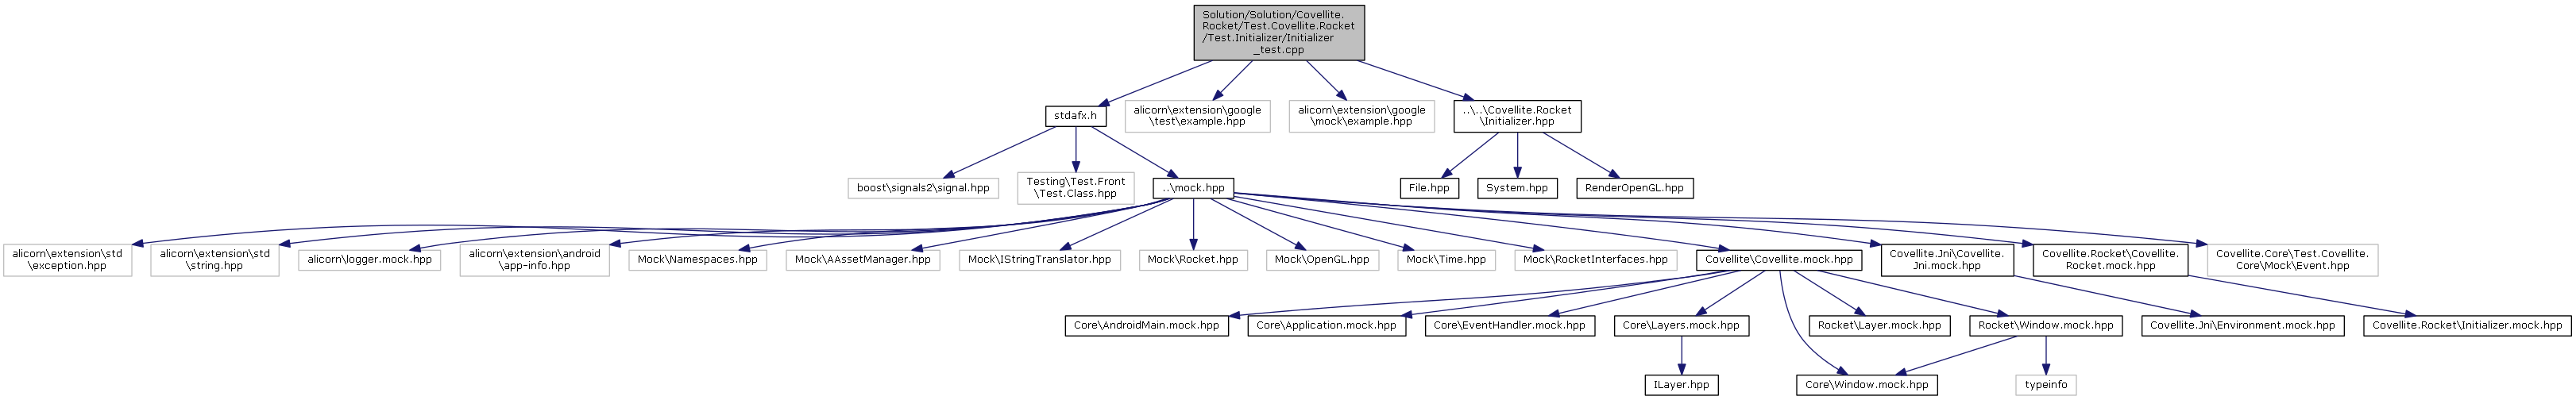 Solution/Solution/Covellite.
Rocket/Test.Covellite.Rocket
/Test.Initializer/Initializer
_test.cpp
stdafx.h
alicorn\extension\google
\test\example.hpp
alicorn\extension\google
\mock\example.hpp
..\..\Covellite.Rocket
\Initializer.hpp
boost\signals2\signal.hpp
Testing\Test.Front
\Test.Class.hpp
..\mock.hpp
File.hpp
System.hpp
RenderOpenGL.hpp
alicorn\extension\std
\exception.hpp
alicorn\extension\std
\string.hpp
alicorn\logger.mock.hpp
alicorn\extension\android
\app-info.hpp
Mock\Namespaces.hpp
Mock\AAssetManager.hpp
Mock\IStringTranslator.hpp
Mock\Rocket.hpp
Mock\OpenGL.hpp
Mock\Time.hpp
Mock\RocketInterfaces.hpp
Covellite\Covellite.mock.hpp
Covellite.Jni\Covellite.
Jni.mock.hpp
Covellite.Rocket\Covellite.
Rocket.mock.hpp
Covellite.Core\Test.Covellite.
Core\Mock\Event.hpp
Core\AndroidMain.mock.hpp
Core\Application.mock.hpp
Core\EventHandler.mock.hpp
Core\Layers.mock.hpp
Rocket\Layer.mock.hpp
Rocket\Window.mock.hpp
Covellite.Jni\Environment.mock.hpp
Covellite.Rocket\Initializer.mock.hpp
ILayer.hpp
Core\Window.mock.hpp
typeinfo